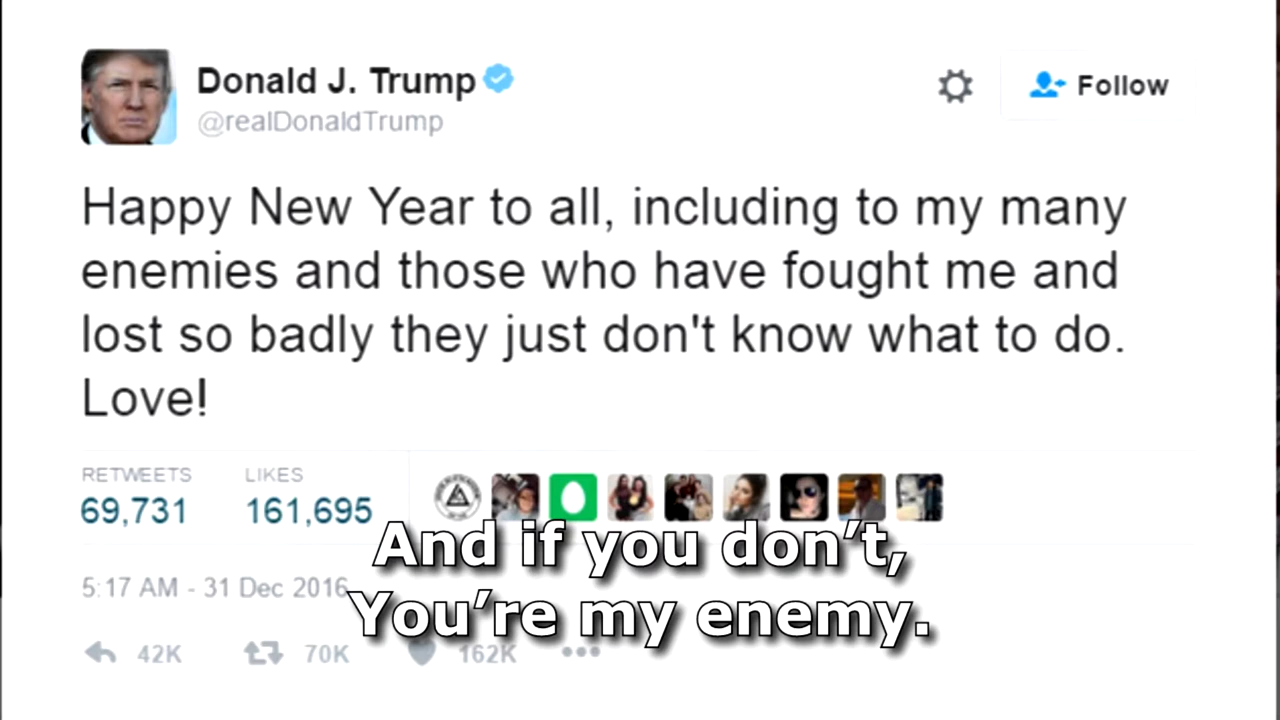 Donald J. Trump
@realDonaldTrump
Follow
Happy New Year to all, including to my many
enemies and those who have fought me and
lost so badly they just don't know what to do.
Love!
RETWEETS LIKES
69,731 161,695
And if you don’t,
5:17 AM - 31 Dec 2016
You’re my enemy.
42K 70K 162K